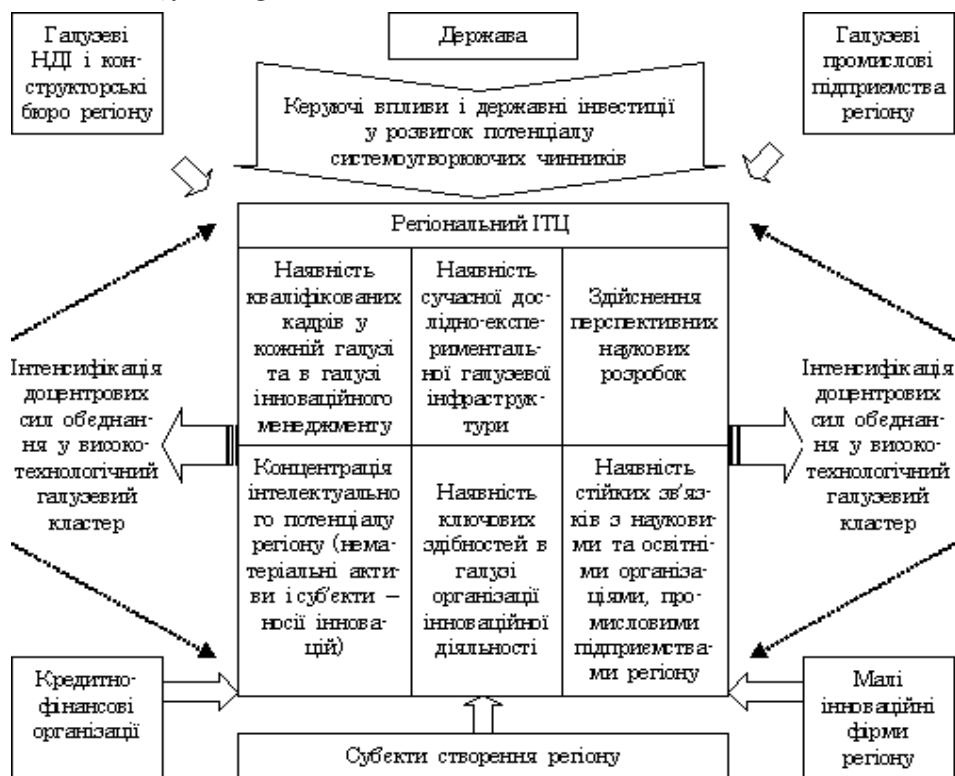 Галузеві
НДІ і кон-
структорські
бюро регіону
Держава
Галузеві
промислові
підприємства
регіону
Керуючі впливи і державні інвестиції
у розвиток потенціалу
системоутворюючих чинників
Регіональний ІТЦ
Наявність
кваліфікованих
кадрів у
кожній галузі
та в галузі
інноваційного
менеджменту
Наявність
сучасної дос-
лідно-експе-
рименталь-
ної галузевої
інфраструк-
тури
Здійснення
перспективних
наукових
розробок
Інтенсифікація
доцентрових
сил об'єднан-
ня у високо-
технологічний
галузевий
кластер
Інтенсифікація
доцентрових
сил об'єднан-
ня у високо-
технологічний
галузевий
кластер
Концентрація
інтелектуально
го потенціалу
регіону (нема-
теріальні акти-
ви і суб'єкти –
носії іннова-
цій)
Наявність
ключових
здібностей в
галузі
організації
інноваційної
діяльності
Наявність
стійких зв'яз-
ків з наукови-
ми та освітні-
ми організа-
ціями, про-
мисловими
підприємства-
ми регіону
Кредитно-
фінансові
організації
Малі
інноваційні
фірми
регіону
Суб'єкти створення регіону